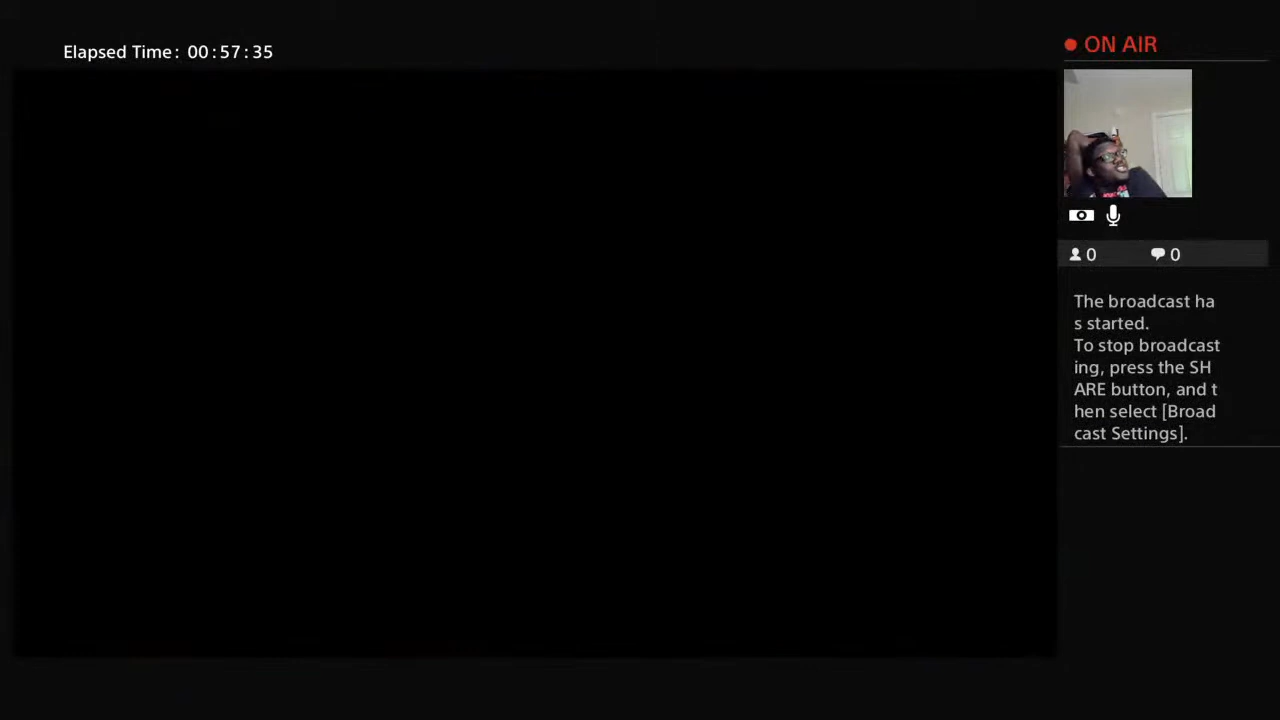 Elapsed Time: 00:57:35
ON AIR
0 0
The broadcast ha
s started.
To stop broadcast
ing, press the SH
ARE button, and t
hen select [Broad
cast Settings].